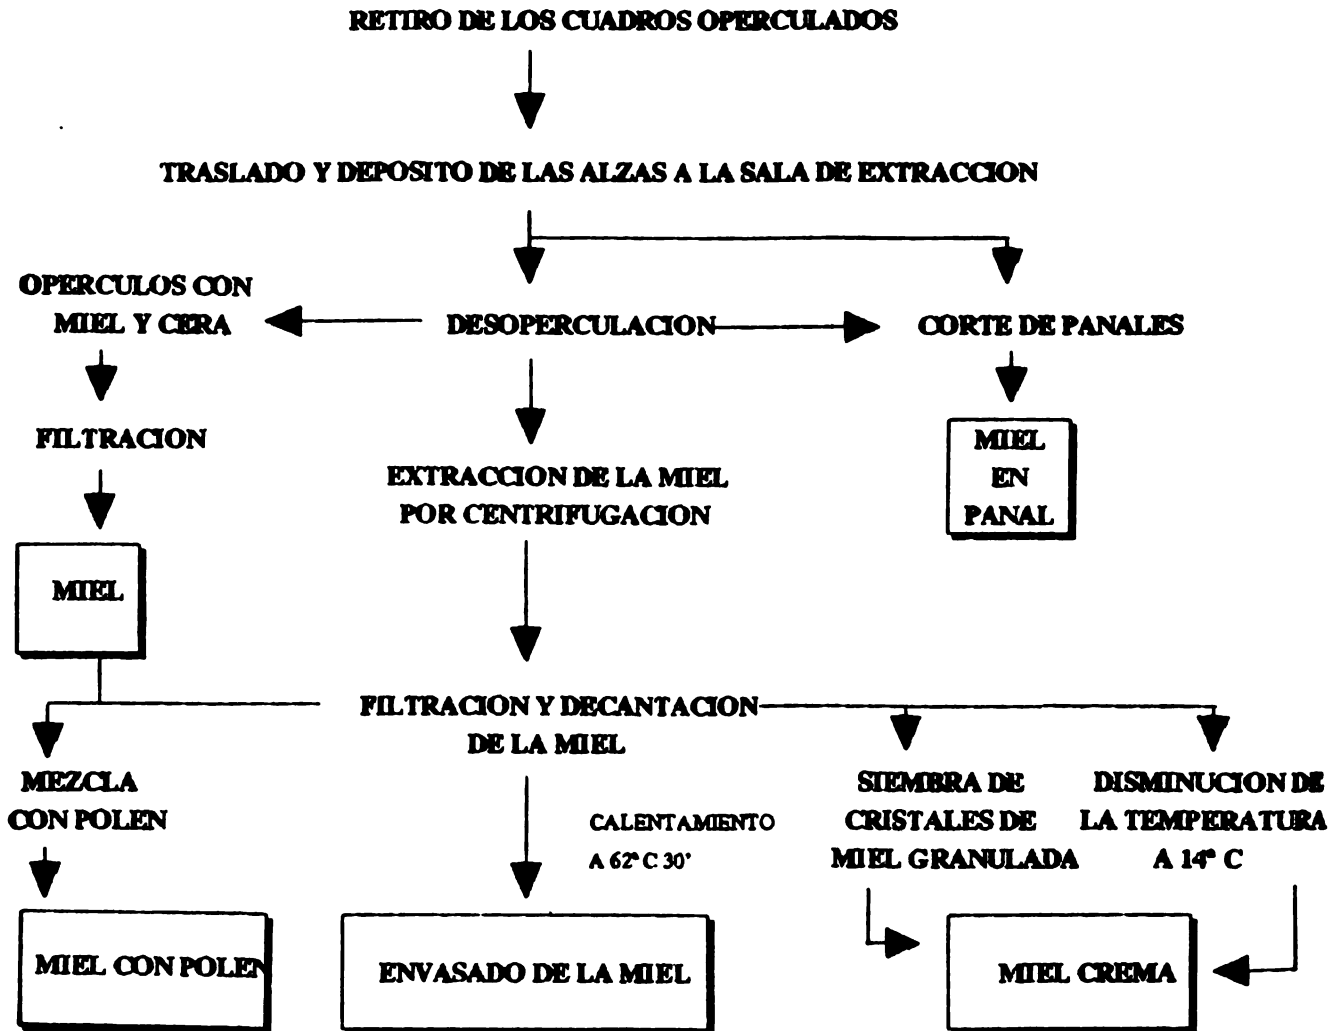 RETIRO DE LOS CUADROS OPERCULADOS
TRASLADO Y DEPOSITO DE LAS ALZAS A LA SALA DE EXTRACCION
OPERCULOS CON
MIEL Y CERA
DESOPERCULACION
CORTE DE PANALES
FILTRACION
EXTRACCION DE LA MIEL
POR CENTRIFUGACION
MIEL
EN
PANAL
MIEL
FILTRACION Y DECANTACION
DE LA MIEL
MEZCLA
CON POLEN
CALENTAMIENTO
A 62º C 30'
SIEMBRA DE
CRISTALES DE
MIEL GRANULADA
DISMINUCION DE
LA TEMPERATURA
A 14º C
MIEL CON POLEN
ENVASADO DE LA MIEL
MIEL CREMA